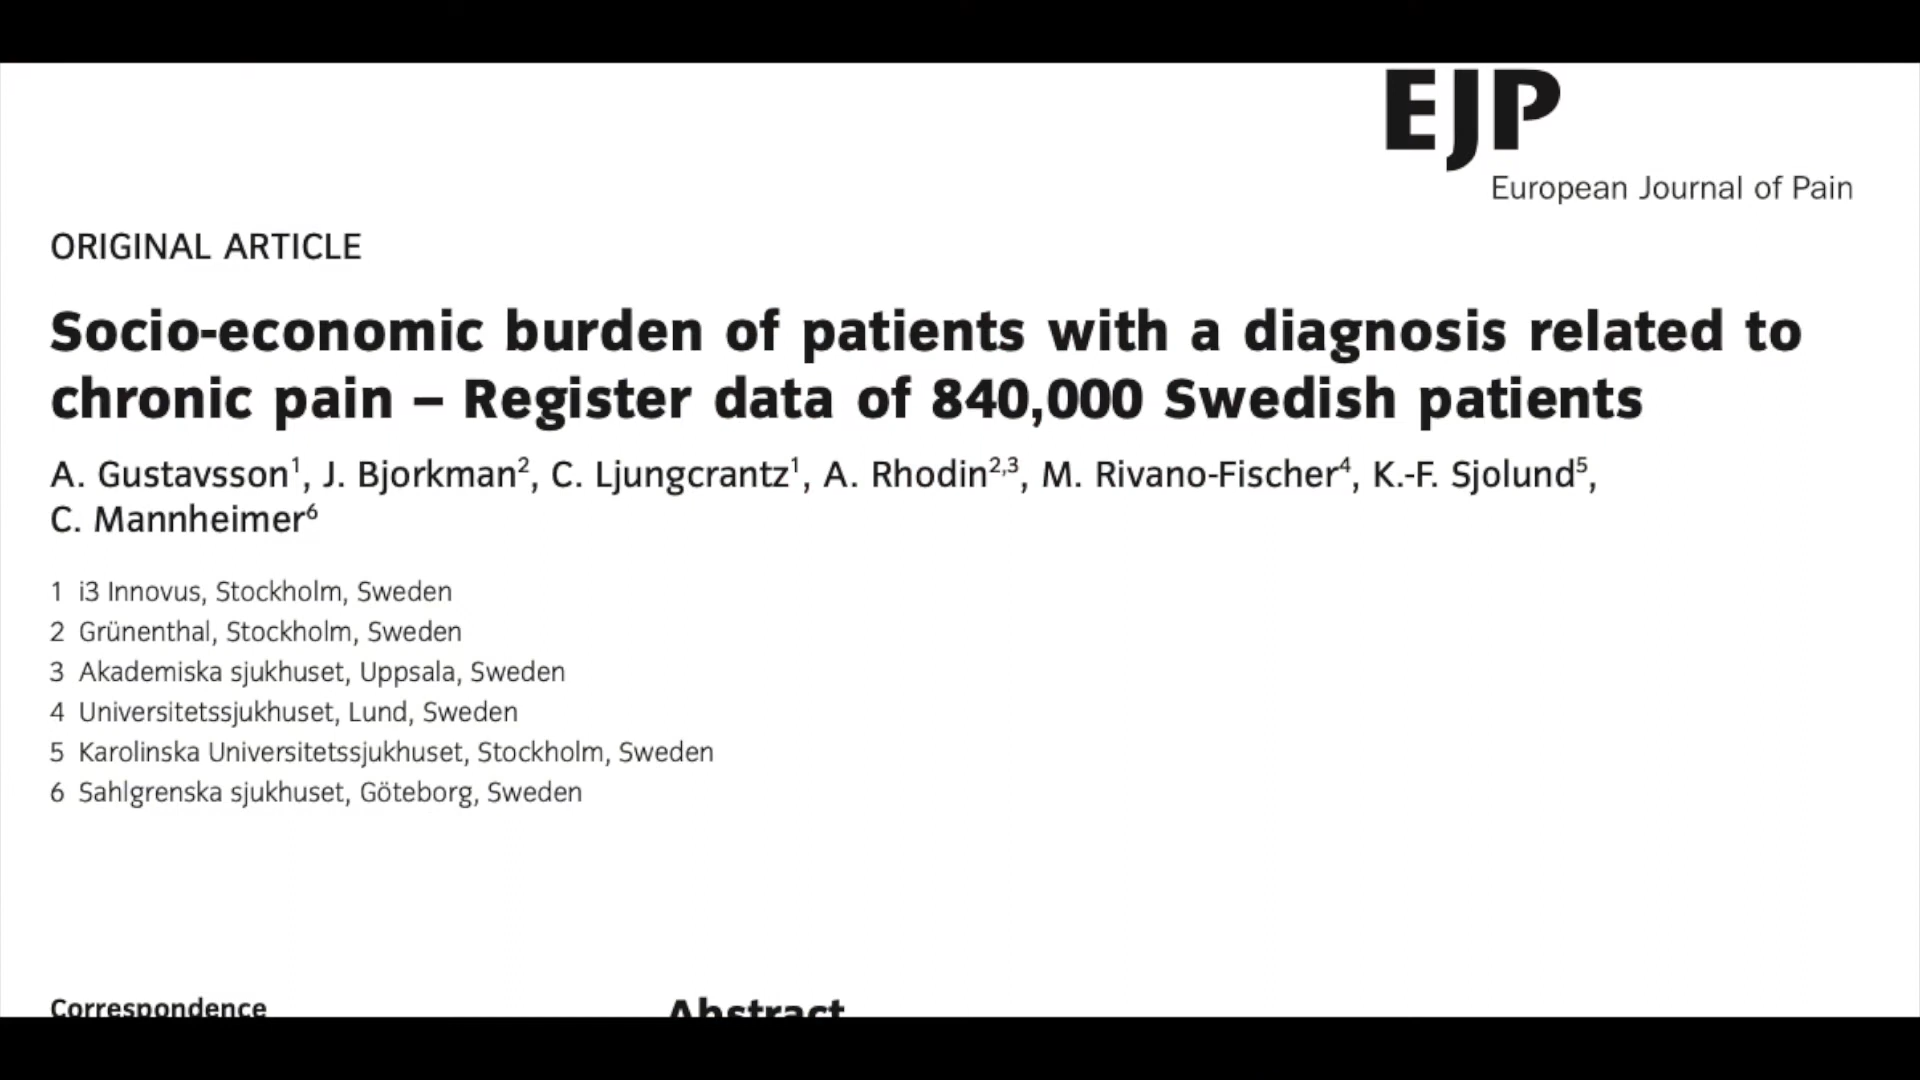 EJP
European Journal of Pain
ORIGINAL ARTICLE
Socio-economic burden of patients with a diagnosis related to
chronic pain – Register data of 840,000 Swedish patients
A. Gustavsson1, J. Bjorkman2, C. Ljungcrantz1, A. Rhodin2,3, M. Rivano-Fischer4, K.-F. Sjolund5,
C. Mannheimer6
1 i3 Innovus, Stockholm, Sweden
2 Grünenthal, Stockholm, Sweden
3 Akademiska sjukhuset, Uppsala, Sweden
4 Universitetssjukhuset, Lund, Sweden
5 Karolinska Universitetssjukhuset, Stockholm, Sweden
6 Sahlgrenska sjukhuset, Göteborg, Sweden
Correspondence
Abstract